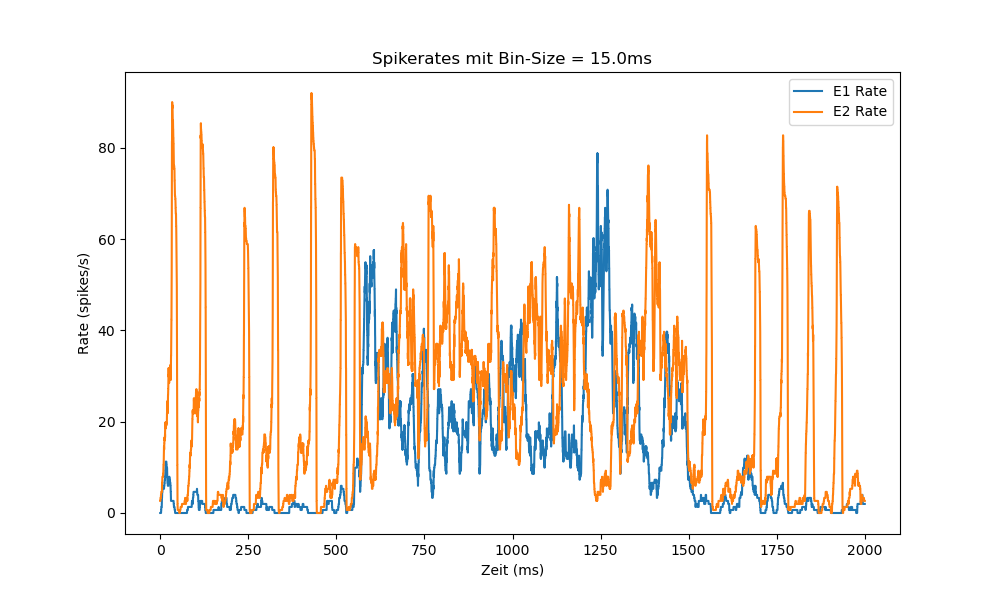 Spikerates mit Bin-Size = 15.0ms
E1 Rate
E2 Rate
Rate (spikes/s)
80
60
40
20
0
0 250 500 750 1000 1250 1500 1750 2000
Zeit (ms)